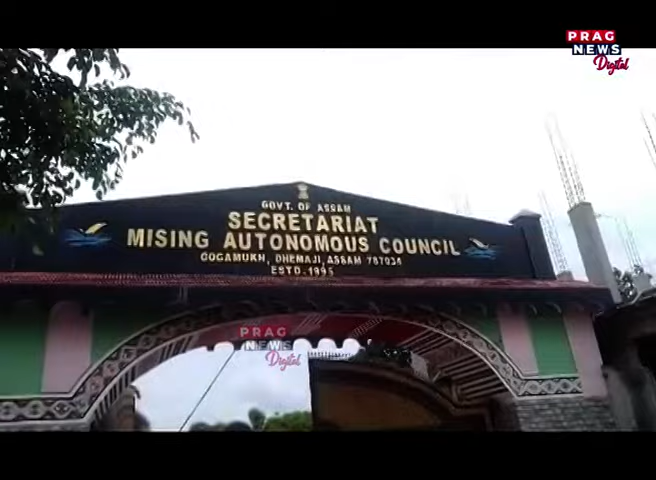 PRAG
NEWS
Digital
GOVT. OF ASSAM
SECRETARIAT
MISING AUTONOMOUS COUNCIL
GOGAMUKH, DHEMAJI, ASSAM 787034
ESTD. 1995
PRAG
NEWS
Digital